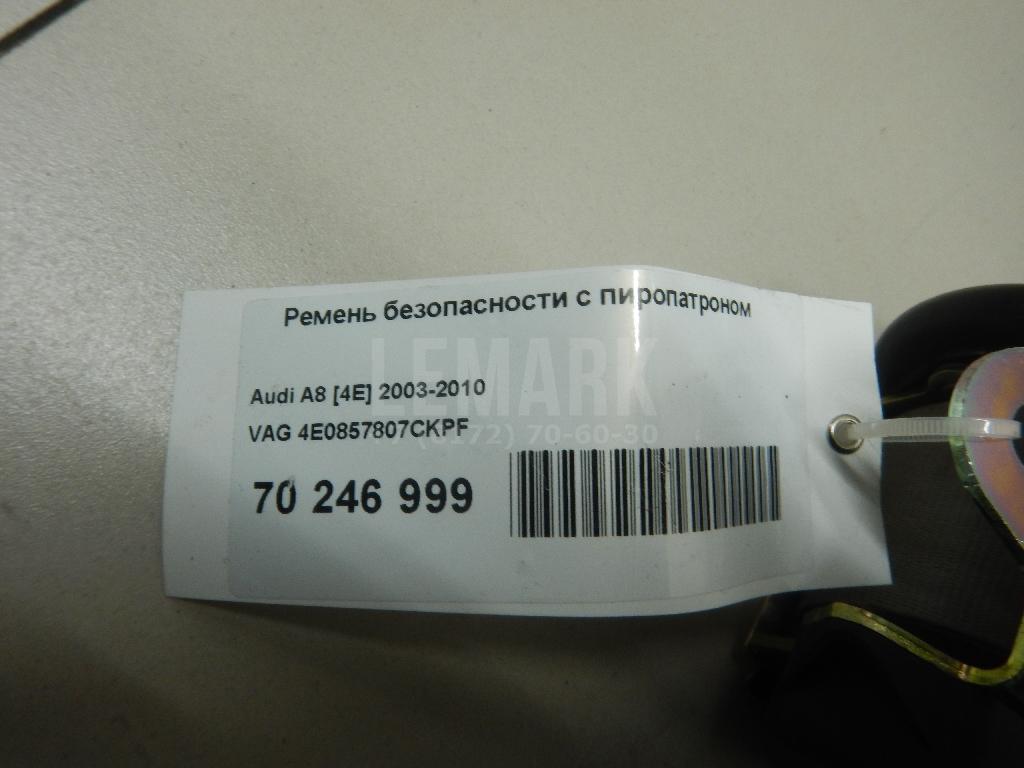 Ремень безопасности с пиропатроном
LEMARK
Audi A8 [4E] 2003-2010
VAG 4E0857807CKPF
70-60-30
70 246 999